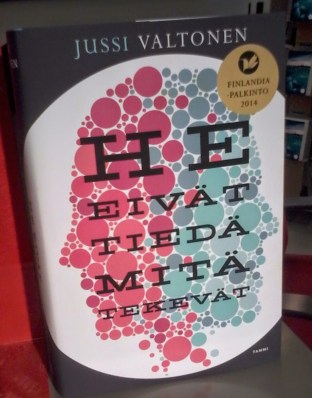 JUSSI VALTONEN
FINLANDIA
-PALKINTO
2014
HE
EIVÄT
TIEDÄ
MITÄ
TEKEVÄT
TAMMI